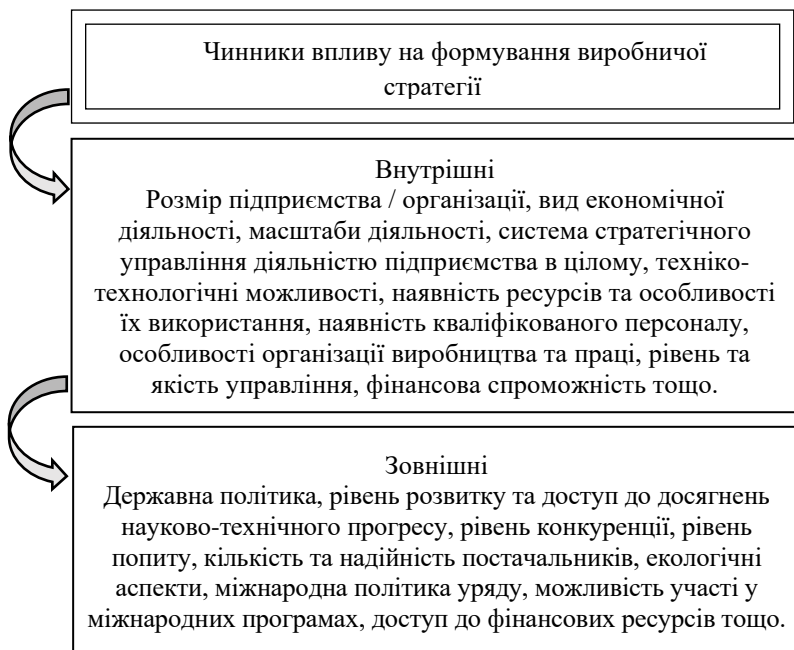 Чинники впливу на формування виробничої
стратегії
Внутрішні
Розмір підприємства / організації, вид економічної
діяльності, масштаби діяльності, система стратегічного
управління діяльністю підприємства в цілому, техніко-
технологічні можливості, наявність ресурсів та особливості
їх використання, наявність кваліфікованого персоналу,
особливості організації виробництва та праці, рівень та
якість управління, фінансова спроможність тощо.
Зовнішні
Державна політика, рівень розвитку та доступ до досягнень
науково-технічного прогресу, рівень конкуренції, рівень
попиту, кількість та надійність постачальників, екологічні
аспекти, міжнародна політика уряду, можливість участі у
міжнародних програмах, доступ до фінансових ресурсів тощо.